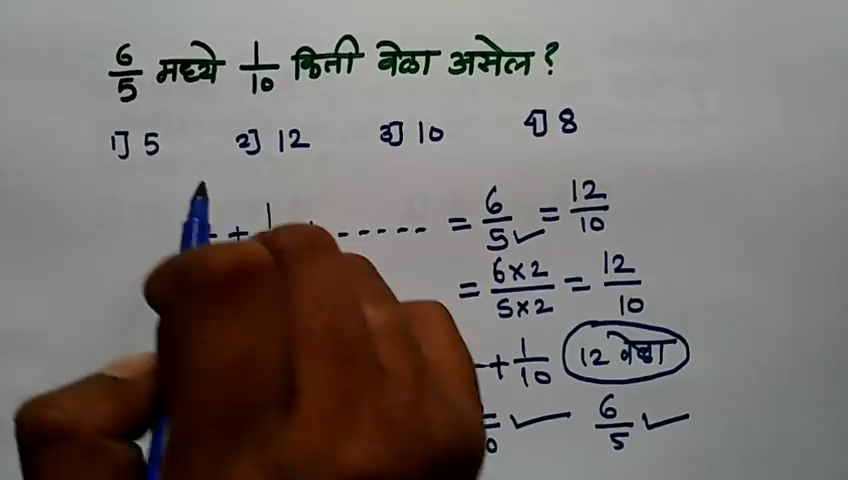 6/5 मध्ये 1/10 किती वेळा असेल ?
1] 5 2] 12 3] 10 4] 8
+ 1 ------ = 6/5 ✓ = 12/10
= 6×2/5×2 = 12/10
+ 1/10 12 वेळा
0 ✓ 6/5 ✓